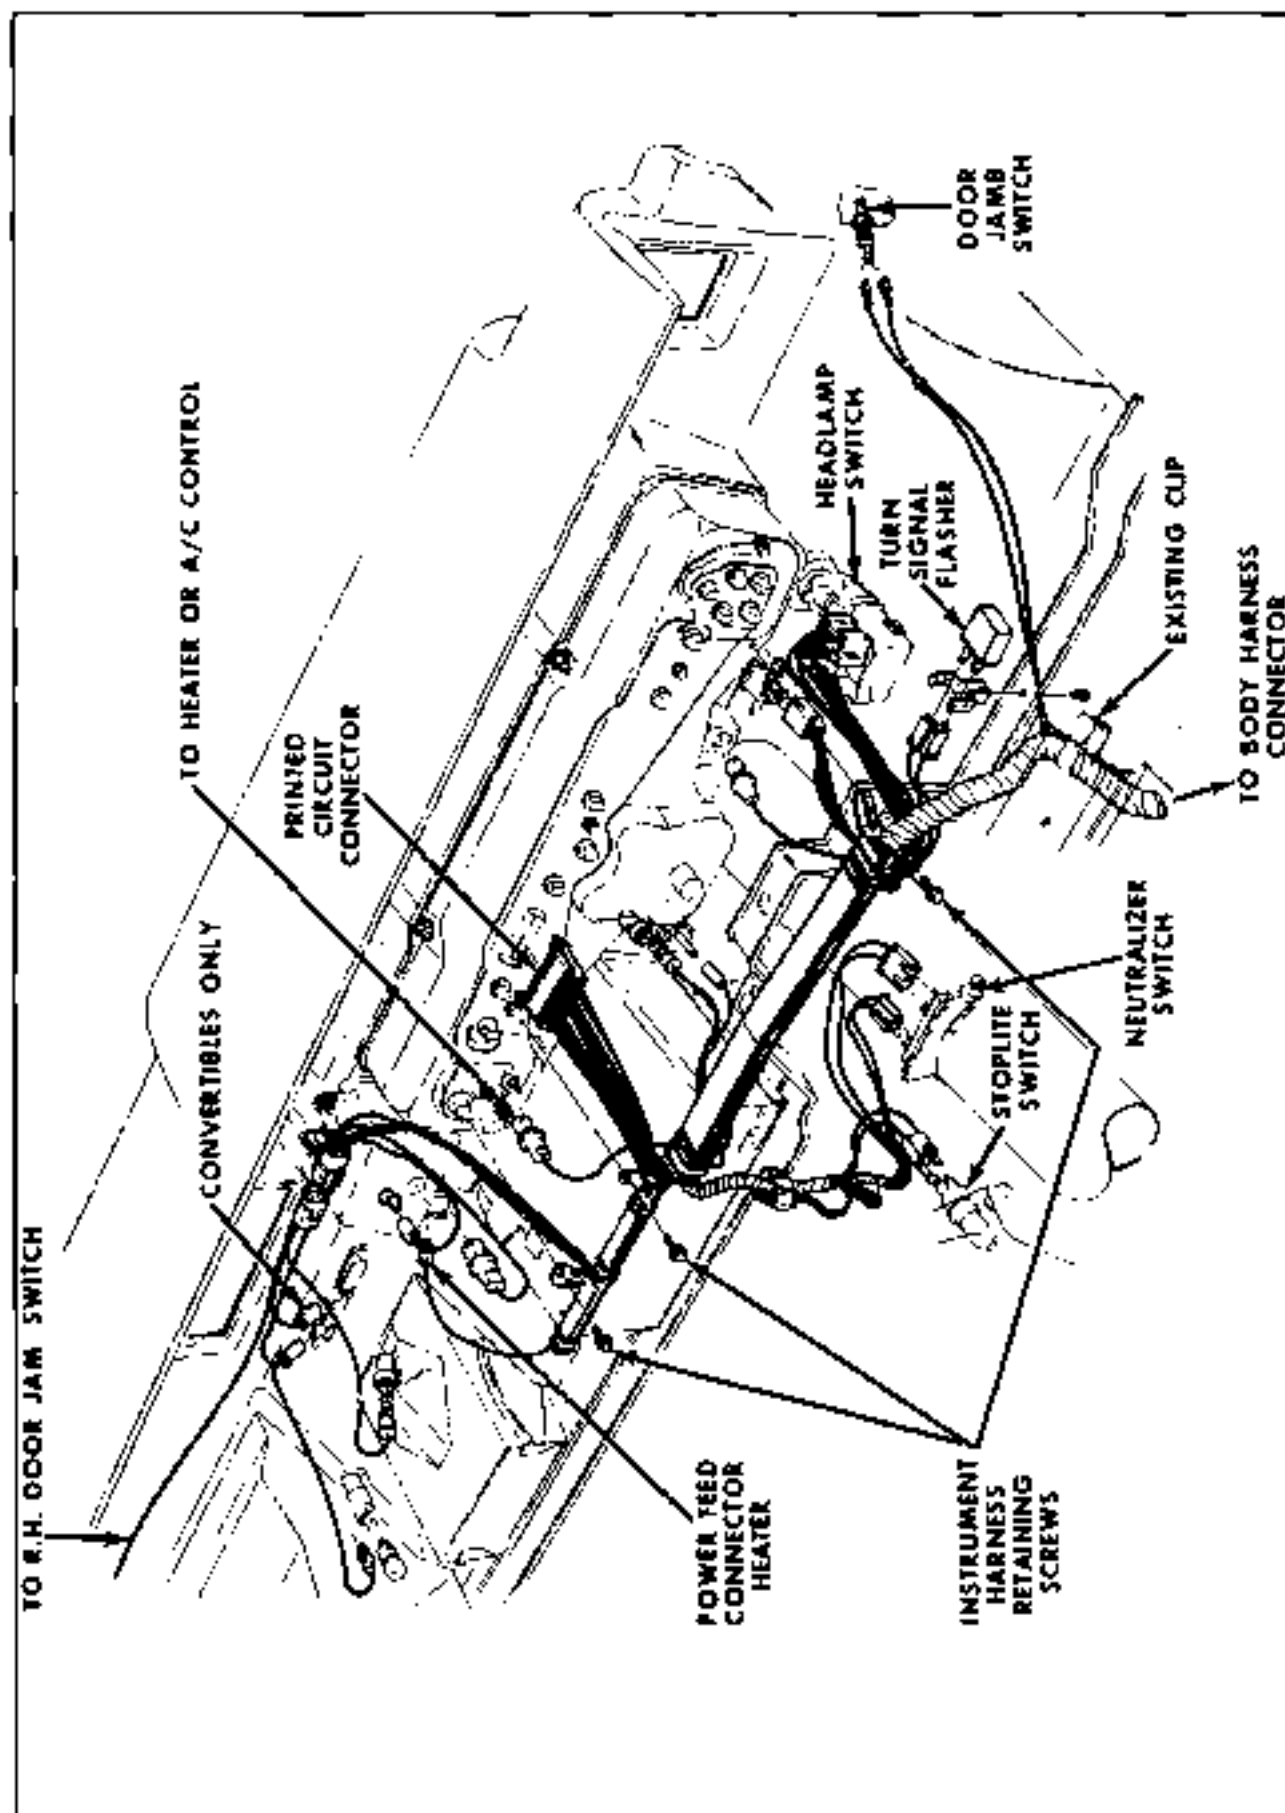 TO R.H. DOOR JAM SWITCH
CONVERTIBLES ONLY
TO HEATER OR A/C CONTROL
PRINTED
CIRCUIT
CONNECTOR
HEADLAMP
SWITCH
TURN
SIGNAL
FLASHER
DOOR
JAMB
SWITCH
POWER FEED
CONNECTOR
HEATER
INSTRUMENT
HARNESS
RETAINING
SCREWS
STOPLITE
SWITCH
NEUTRALIZER
SWITCH
EXISTING CLIP
TO BODY HARNESS
CONNECTOR